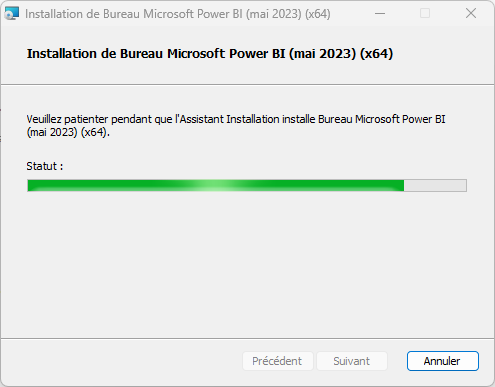 Installation de Bureau Microsoft Power BI (mai 2023) (x64)
Installation de Bureau Microsoft Power BI (mai 2023) (x64)
Veuillez patienter pendant que l'Assistant Installation installe Bureau Microsoft Power BI
(mai 2023) (x64).
Statut :
Précédent Suivant Annuler